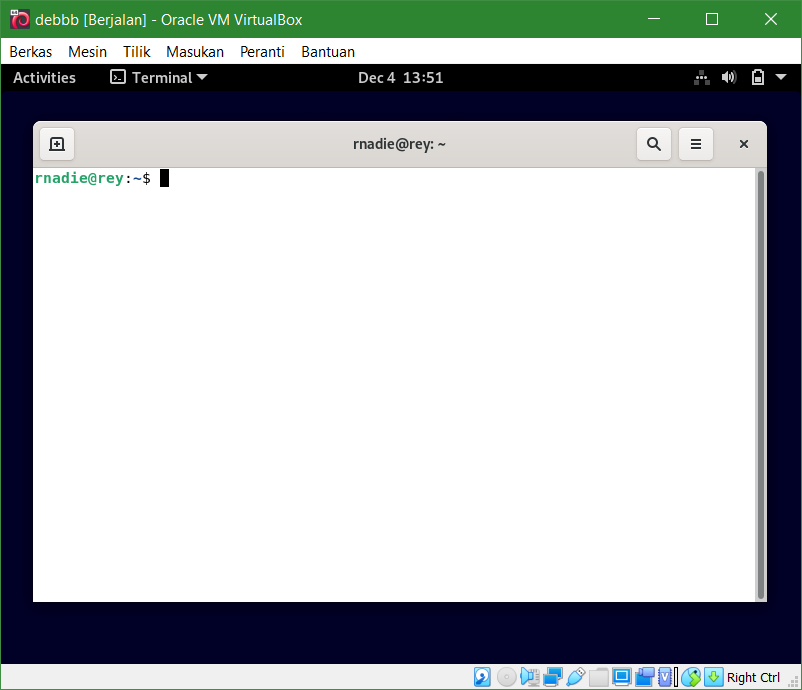 debbb [Berjalan] - Oracle VM VirtualBox
Berkas Mesin Tilik Masukan Peranti Bantuan
Activities Terminal Dec 4 13:51
rnadie@rey: ~
rnadie@rey:~$
Right Ctrl